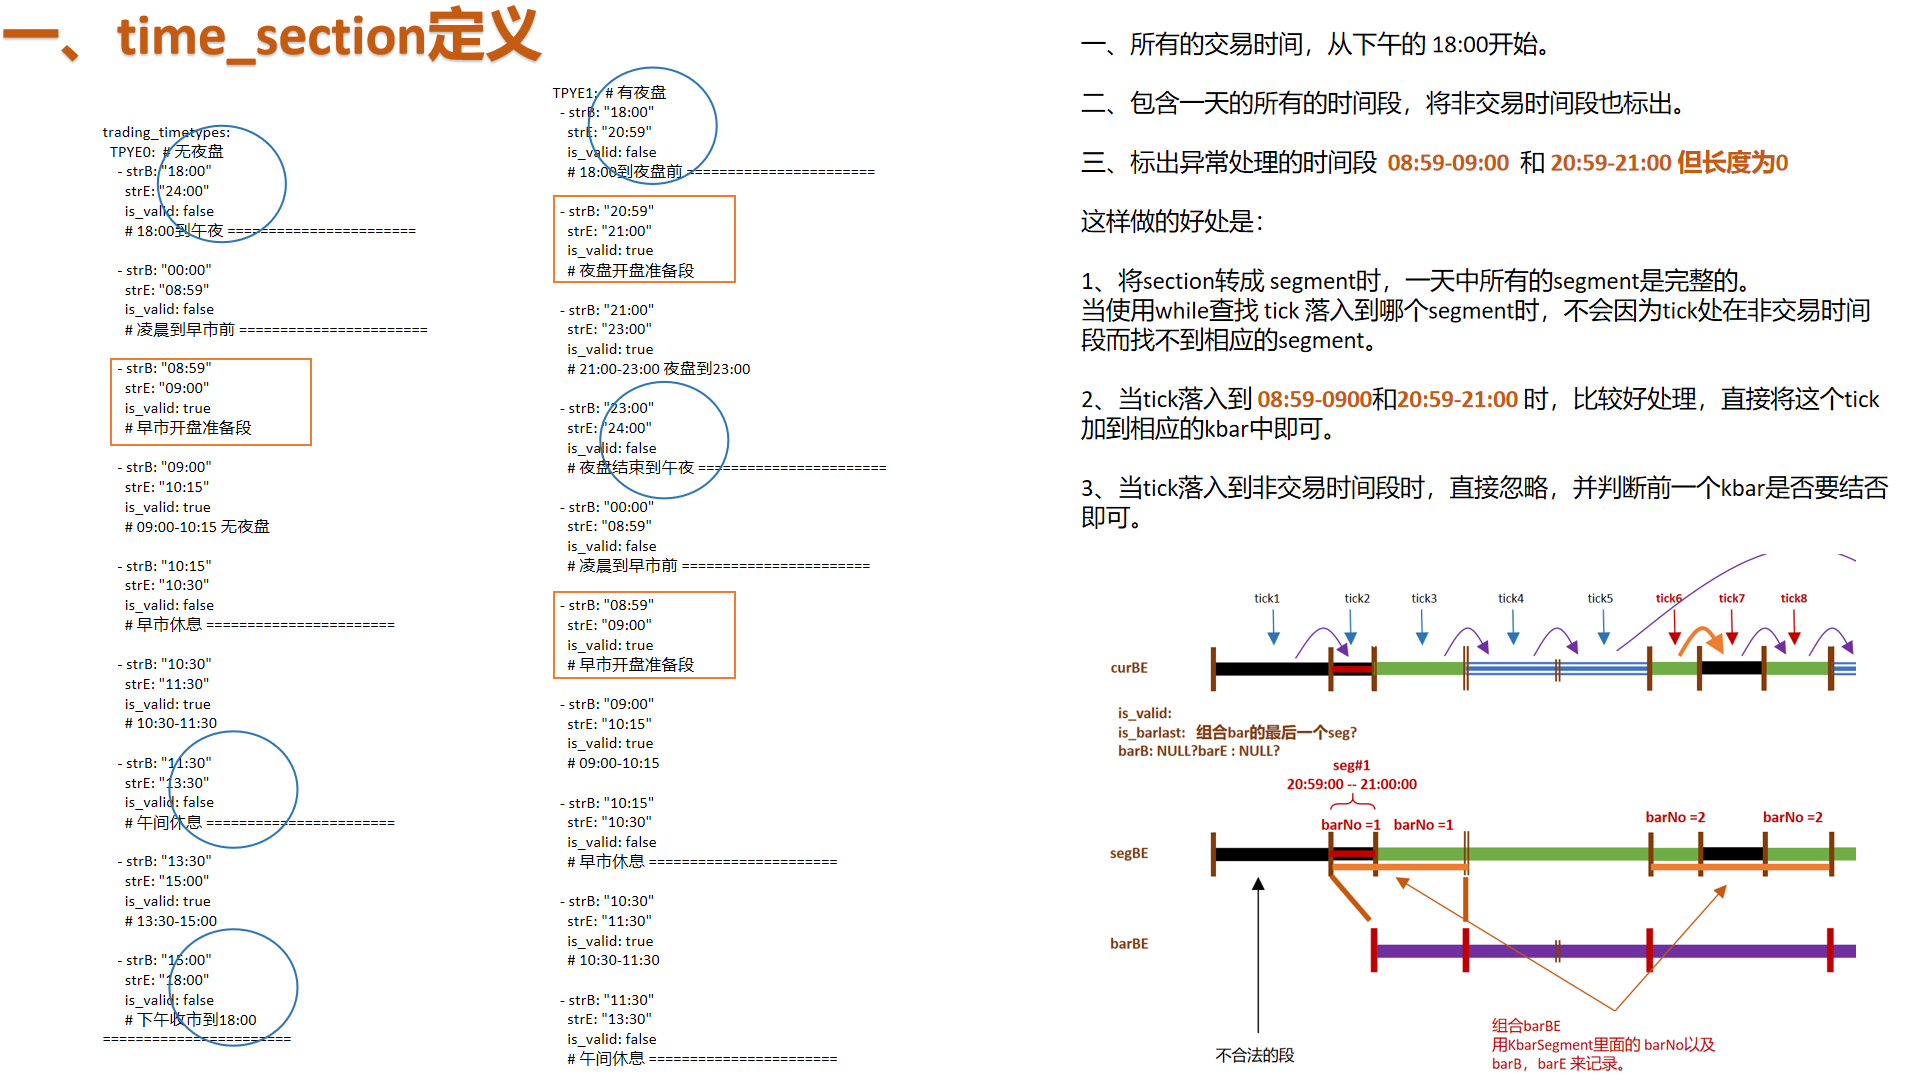 一、time_section定义
trading_timetypes:
TPYE0:  # 无夜盘
- strB: "18:00"
strE: "24:00"
is_valid: false
# 18:00到午夜 =======================
- strB: "00:00"
strE: "08:59"
is_valid: false
# 凌晨到早市前 =======================
- strB: "08:59"
strE: "09:00"
is_valid: true
# 早市开盘准备段
- strB: "09:00"
strE: "10:15"
is_valid: true
# 09:00-10:15 无夜盘
- strB: "10:15"
strE: "10:30"
is_valid: false
# 早市休息 =======================
- strB: "10:30"
strE: "11:30"
is_valid: true
# 10:30-11:30
- strB: "11:30"
strE: "13:30"
is_valid: false
# 午间休息 =======================
- strB: "13:30"
strE: "15:00"
is_valid: true
# 13:30-15:00
- strB: "15:00"
strE: "18:00"
is_valid: false
# 下午收市到18:00
=======================
TPYE1:  # 有夜盘
- strB: "18:00"
strE: "20:59"
is_valid: false
# 18:00到夜盘前 =======================
- strB: "20:59"
strE: "21:00"
is_valid: true
# 夜盘开盘准备段
- strB: "21:00"
strE: "23:00"
is_valid: true
# 21:00-23:00 夜盘到23:00
- strB: "23:00"
strE: "24:00"
is_valid: false
# 夜盘结束到午夜 =======================
- strB: "00:00"
strE: "08:59"
is_valid: false
# 凌晨到早市前 =======================
- strB: "08:59"
strE: "09:00"
is_valid: true
# 早市开盘准备段
- strB: "09:00"
strE: "10:15"
is_valid: true
# 09:00-10:15
- strB: "10:15"
strE: "10:30"
is_valid: false
# 早市休息 =======================
- strB: "10:30"
strE: "11:30"
is_valid: true
# 10:30-11:30
- strB: "11:30"
strE: "13:30"
is_valid: false
# 午间休息 =======================
一、所有的交易时间，从下午的 18:00开始。
二、包含一天的所有的时间段，将非交易时间段也标出。
三、标出异常处理的时间段  08:59-09:00  和 20:59-21:00 但长度为0
这样做的好处是：
1、将section转成 segment时，一天中所有的segment是完整的。
当使用while查找 tick 落入到哪个segment时，不会因为tick处在非交易时间
段而找不到相应的segment。
2、当tick落入到 08:59-0900和20:59-21:00 时，比较好处理，直接将这个tick
加到相应的kbar中即可。
3、当tick落入到非交易时间段时，直接忽略，并判断前一个kbar是否要结否
即可。
tick1 tick2 tick3 tick4 tick5 tick6 tick7 tick8
curBE
is_valid:
is_barlast:   组合bar的最后一个seg?
barB: NULL?barE : NULL?
seg#1
20:59:00 -- 21:00:00
barNo =1 barNo =1 barNo =2 barNo =2
segBE
barBE
不合法的段
组合barBE
用KbarSegment里面的 barNo以及
barB，barE 来记录。